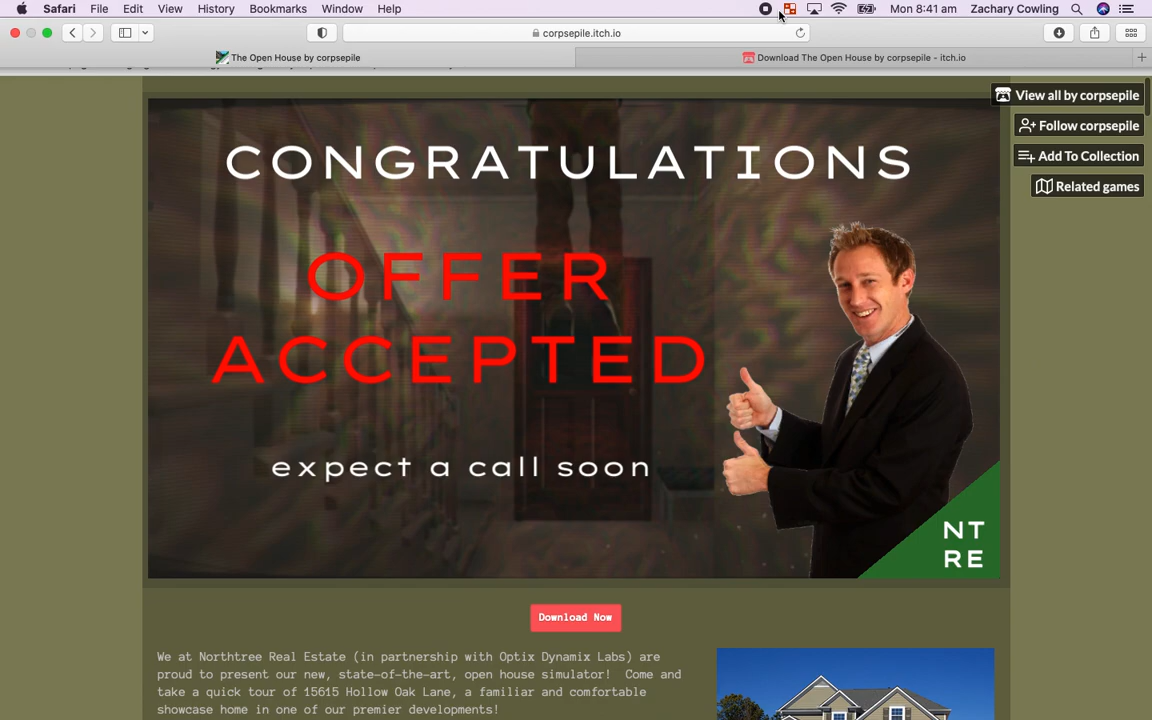 Safari File Edit View History Bookmarks Window Help Mon 8:41 am Zachary Cowling
corpsepile.itch.io
The Open House by corpsepile Download The Open House by corpsepile - itch.io
View all by corpsepile
Follow corpsepile
Add To Collection
Related games
CONGRATULATIONS
OFFER
ACCEPTED
expect a call soon
NT
RE
Download Now
We at Northtree Real Estate (in partnership with Optix Dynamix Labs) are
proud to present our new, state-of-the-art, open house simulator! Come and
take a quick tour of 15615 Hollow Oak Lane, a familiar and comfortable
showcase home in one of our premier developments!